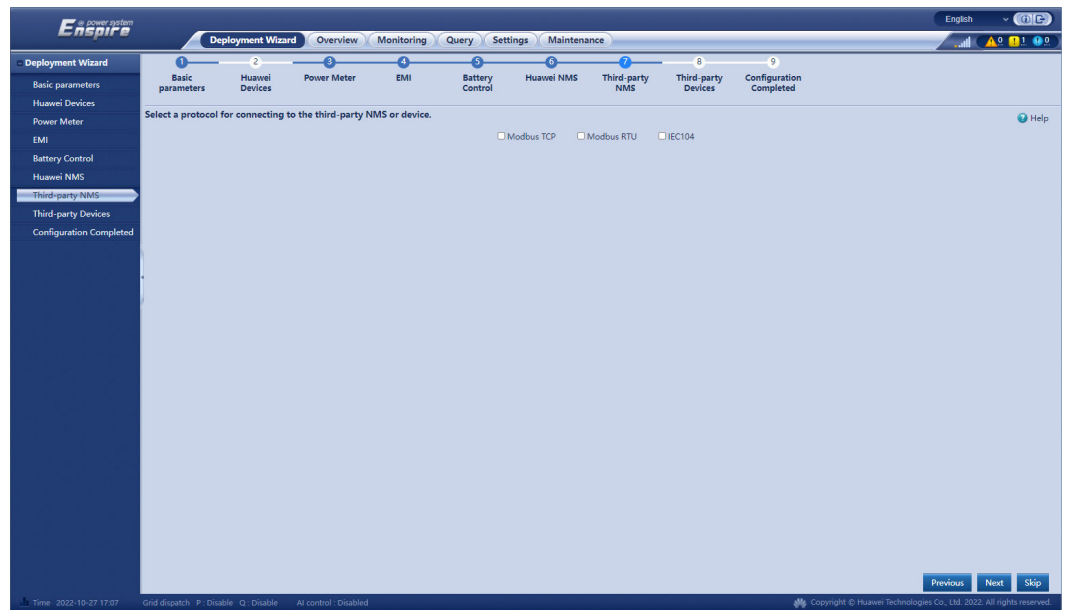 e power system
Enspire
English
Deployment Wizard Overview Monitoring Query Settings Maintenance
0 1 0
Deployment Wizard
Basic parameters
Huawei Devices
Power Meter
EMI
Battery Control
Huawei NMS
Third-party NMS
Third-party Devices
Configuration Completed
1 2 3 4 5 6 7 8 9
Basic parameters
Huawei Devices
Power Meter
EMI
Battery Control
Huawei NMS
Third-party NMS
Third-party Devices
Configuration Completed
Select a protocol for connecting to the third-party NMS or device.
Help
Modbus TCP Modbus RTU IEC104
Previous Next Skip
Time 2022-10-27 17:07 Grid dispatch P : Disable Q : Disable AI control : Disabled
Copyright © Huawei Technologies Co., Ltd. 2022. All rights reserved.